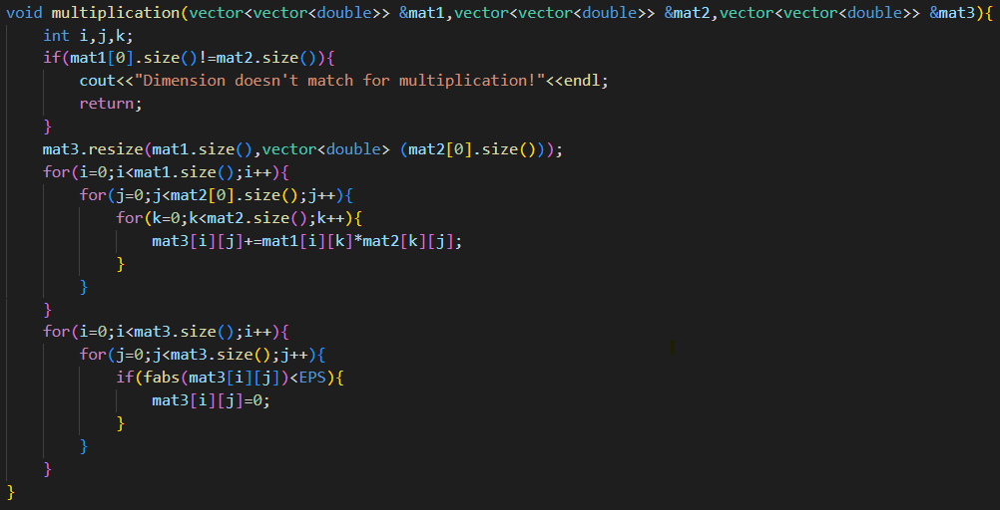 void multiplication(vector<vector<double>> &mat1,vector<vector<double>> &mat2,vector<vector<double>> &mat3){
    int i,j,k;
    if(mat1[0].size()!=mat2.size()){
        cout<<"Dimension doesn't match for multiplication!"<<endl;
        return;
    }
    mat3.resize(mat1.size(),vector<double> (mat2[0].size()));
    for(i=0;i<mat1.size();i++){
        for(j=0;j<mat2[0].size();j++){
            for(k=0;k<mat2.size();k++){
                mat3[i][j]+=mat1[i][k]*mat2[k][j];
            }
        }
    }
    for(i=0;i<mat3.size();i++){
        for(j=0;j<mat3.size();j++){
            if(fabs(mat3[i][j])<EPS){
                mat3[i][j]=0;
            }
        }
    }
}